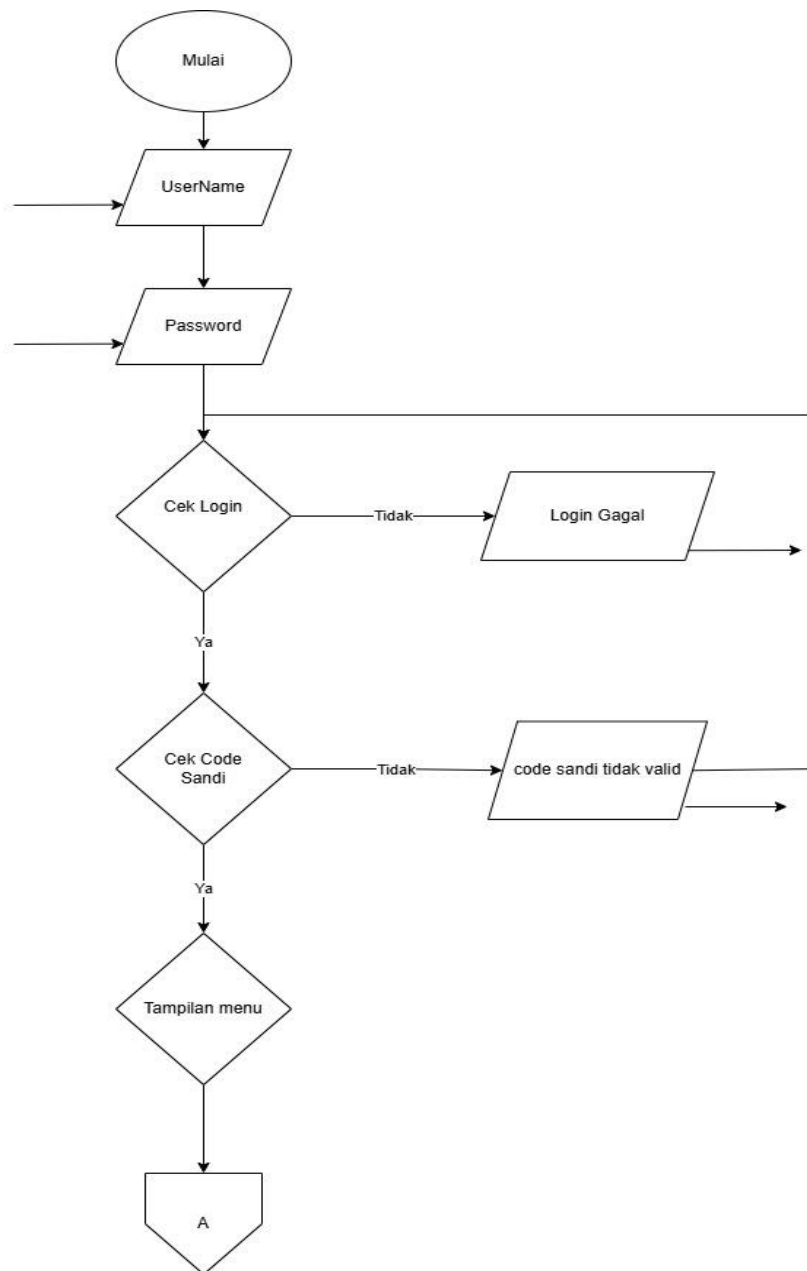 Mulai
UserName
Password
Cek Login
Tidak
Login Gagal
Ya
Cek Code
Sandi
Tidak
code sandi tidak valid
Ya
Tampilan menu
A